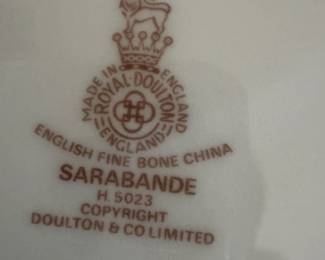 MADE IN ENGLAND
ROYAL DOULTON
ENGLAND
ENGLISH FINE BONE CHINA
SARABANDE
H. 5023
COPYRIGHT
DOULTON & CO LIMITED